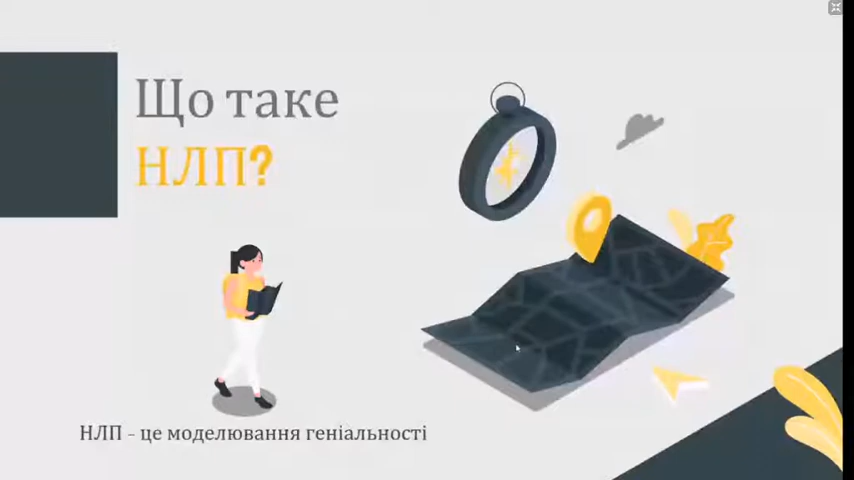 Що таке
НЛП?
НЛП - це моделювання геніальності